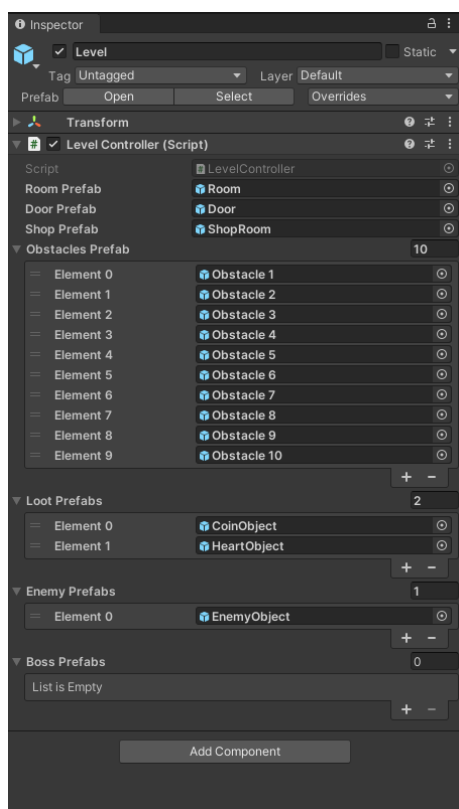 Inspector
Level Static
Tag Untagged Layer Default
Prefab Open Select Overrides
Transform
Level Controller (Script)
Script LevelController
Room Prefab Room
Door Prefab Door
Shop Prefab ShopRoom
Obstacles Prefab 10
Element 0 Obstacle 1
Element 1 Obstacle 2
Element 2 Obstacle 3
Element 3 Obstacle 4
Element 4 Obstacle 5
Element 5 Obstacle 6
Element 6 Obstacle 7
Element 7 Obstacle 8
Element 8 Obstacle 9
Element 9 Obstacle 10
+ −
Loot Prefabs 2
Element 0 CoinObject
Element 1 HeartObject
+ −
Enemy Prefabs 1
Element 0 EnemyObject
+ −
Boss Prefabs 0
List is Empty
+ −
Add Component